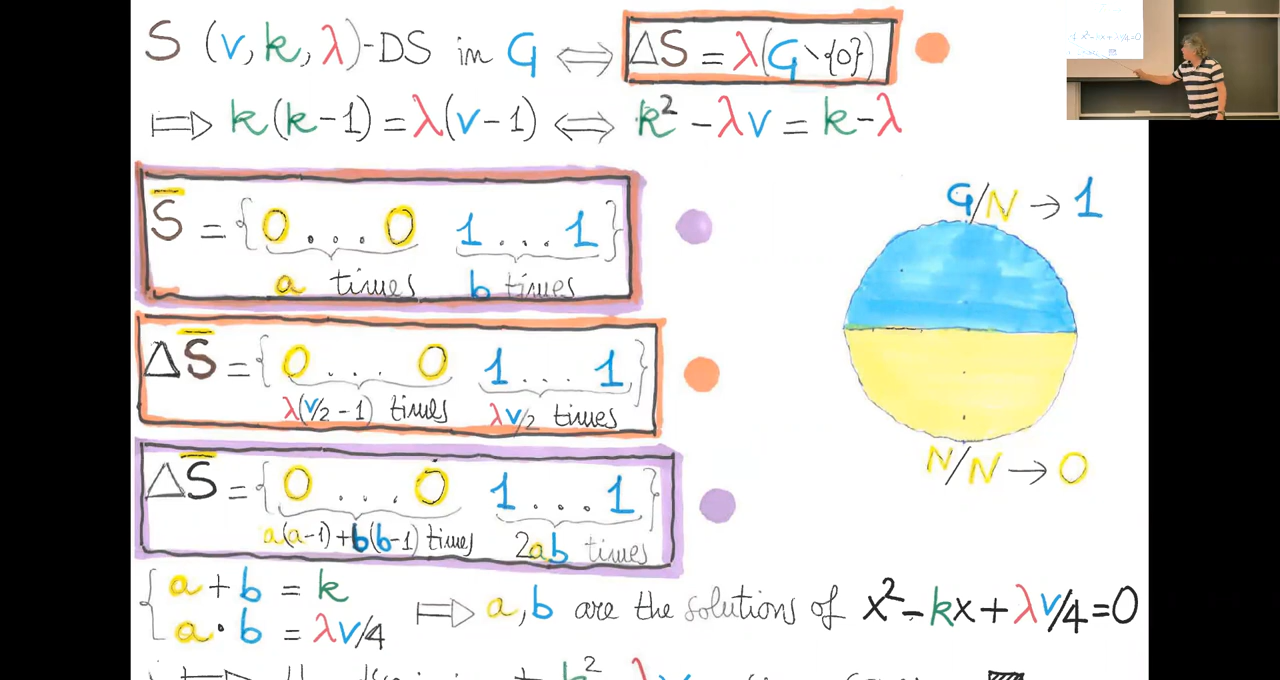 S (v, k, λ)-DS in G ⟺ ΔS = λ(G∖{0})
⟹ k(k-1) = λ(v-1) ⟺ k² - λv = k-λ
S̅ = {0...0 1...1}
a times b times
G/N → 1
ΔS̅ = {0...0 1...1}
λ(v/2-1) times λv/2 times
ΔS̅ = {0...0 1...1}
a(a-1)+b(b-1) times 2ab times
N/N → 0
{ a + b = k
a · b = λv/4
⟹ a, b are the solutions of x²-kx+λv/4=0